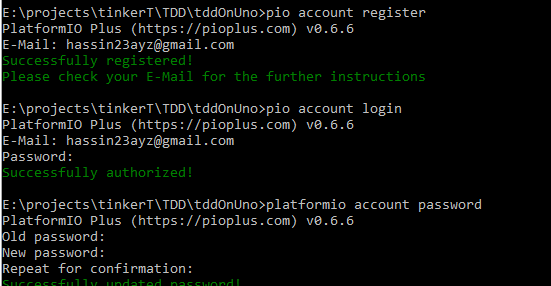 E:\projects\tinkerT\TDD\tddOnUno>pio account register
PlatformIO Plus (https://pioplus.com) v0.6.6
E-Mail: hassin23ayz@gmail.com
Successfully registered!
Please check your E-Mail for the further instructions
E:\projects\tinkerT\TDD\tddOnUno>pio account login
PlatformIO Plus (https://pioplus.com) v0.6.6
E-Mail: hassin23ayz@gmail.com
Password:
Successfully authorized!
E:\projects\tinkerT\TDD\tddOnUno>platformio account password
PlatformIO Plus (https://pioplus.com) v0.6.6
Old password:
New password:
Repeat for confirmation:
Successfully updated password!